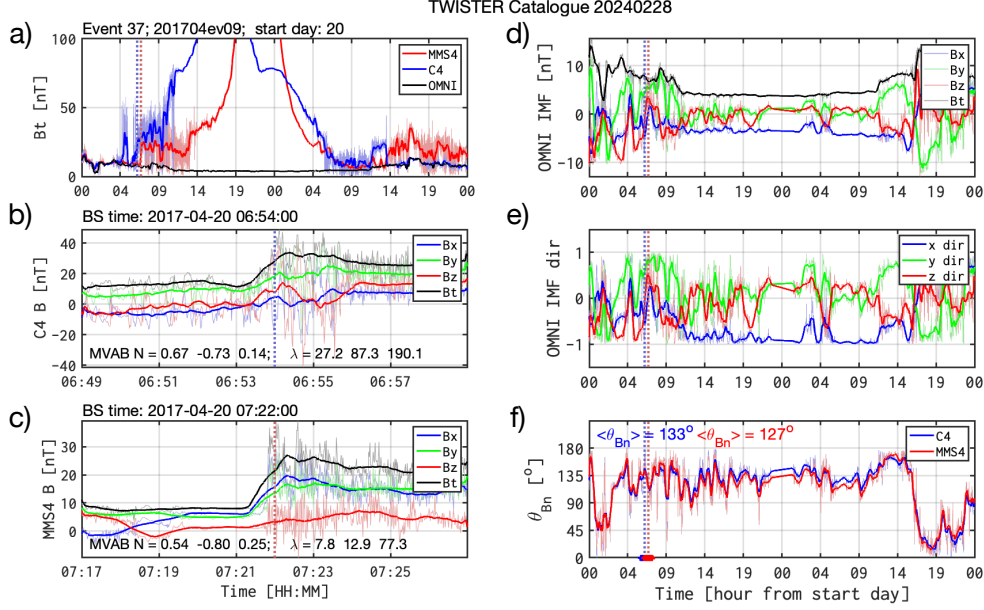 TWISTER Catalogue 20240228
a)
Event 37; 201704ev09; start day: 20
Bt [nT]
100
50
0
MMS4
C4
OMNI
00 04 09 14 19 00 04 09 14 19 00
b)
BS time: 2017-04-20 06:54:00
C4 B [nT]
40
20
0
-20
-40
Bx
By
Bz
Bt
MVAB N = 0.67 -0.73 0.14; λ = 27.2 87.3 190.1
06:49 06:51 06:53 06:55 06:57
c)
BS time: 2017-04-20 07:22:00
MMS4 B [nT]
30
20
10
0
Bx
By
Bz
Bt
MVAB N = 0.54 -0.80 0.25; λ = 7.8 12.9 77.3
07:17 07:19 07:21 07:23 07:25
Time [HH:MM]
d)
OMNI IMF [nT]
10
0
-10
Bx
By
Bz
Bt
00 04 09 14 19 00 04 09 14 19 00
e)
OMNI IMF dir
1
0
-1
x dir
y dir
z dir
00 04 09 14 19 00 04 09 14 19 00
f)
<θBn> = 133° <θBn> = 127°
θBn [°]
180
135
90
45
0
C4
MMS4
00 04 09 14 19 00 04 09 14 19 00
Time [hour from start day]